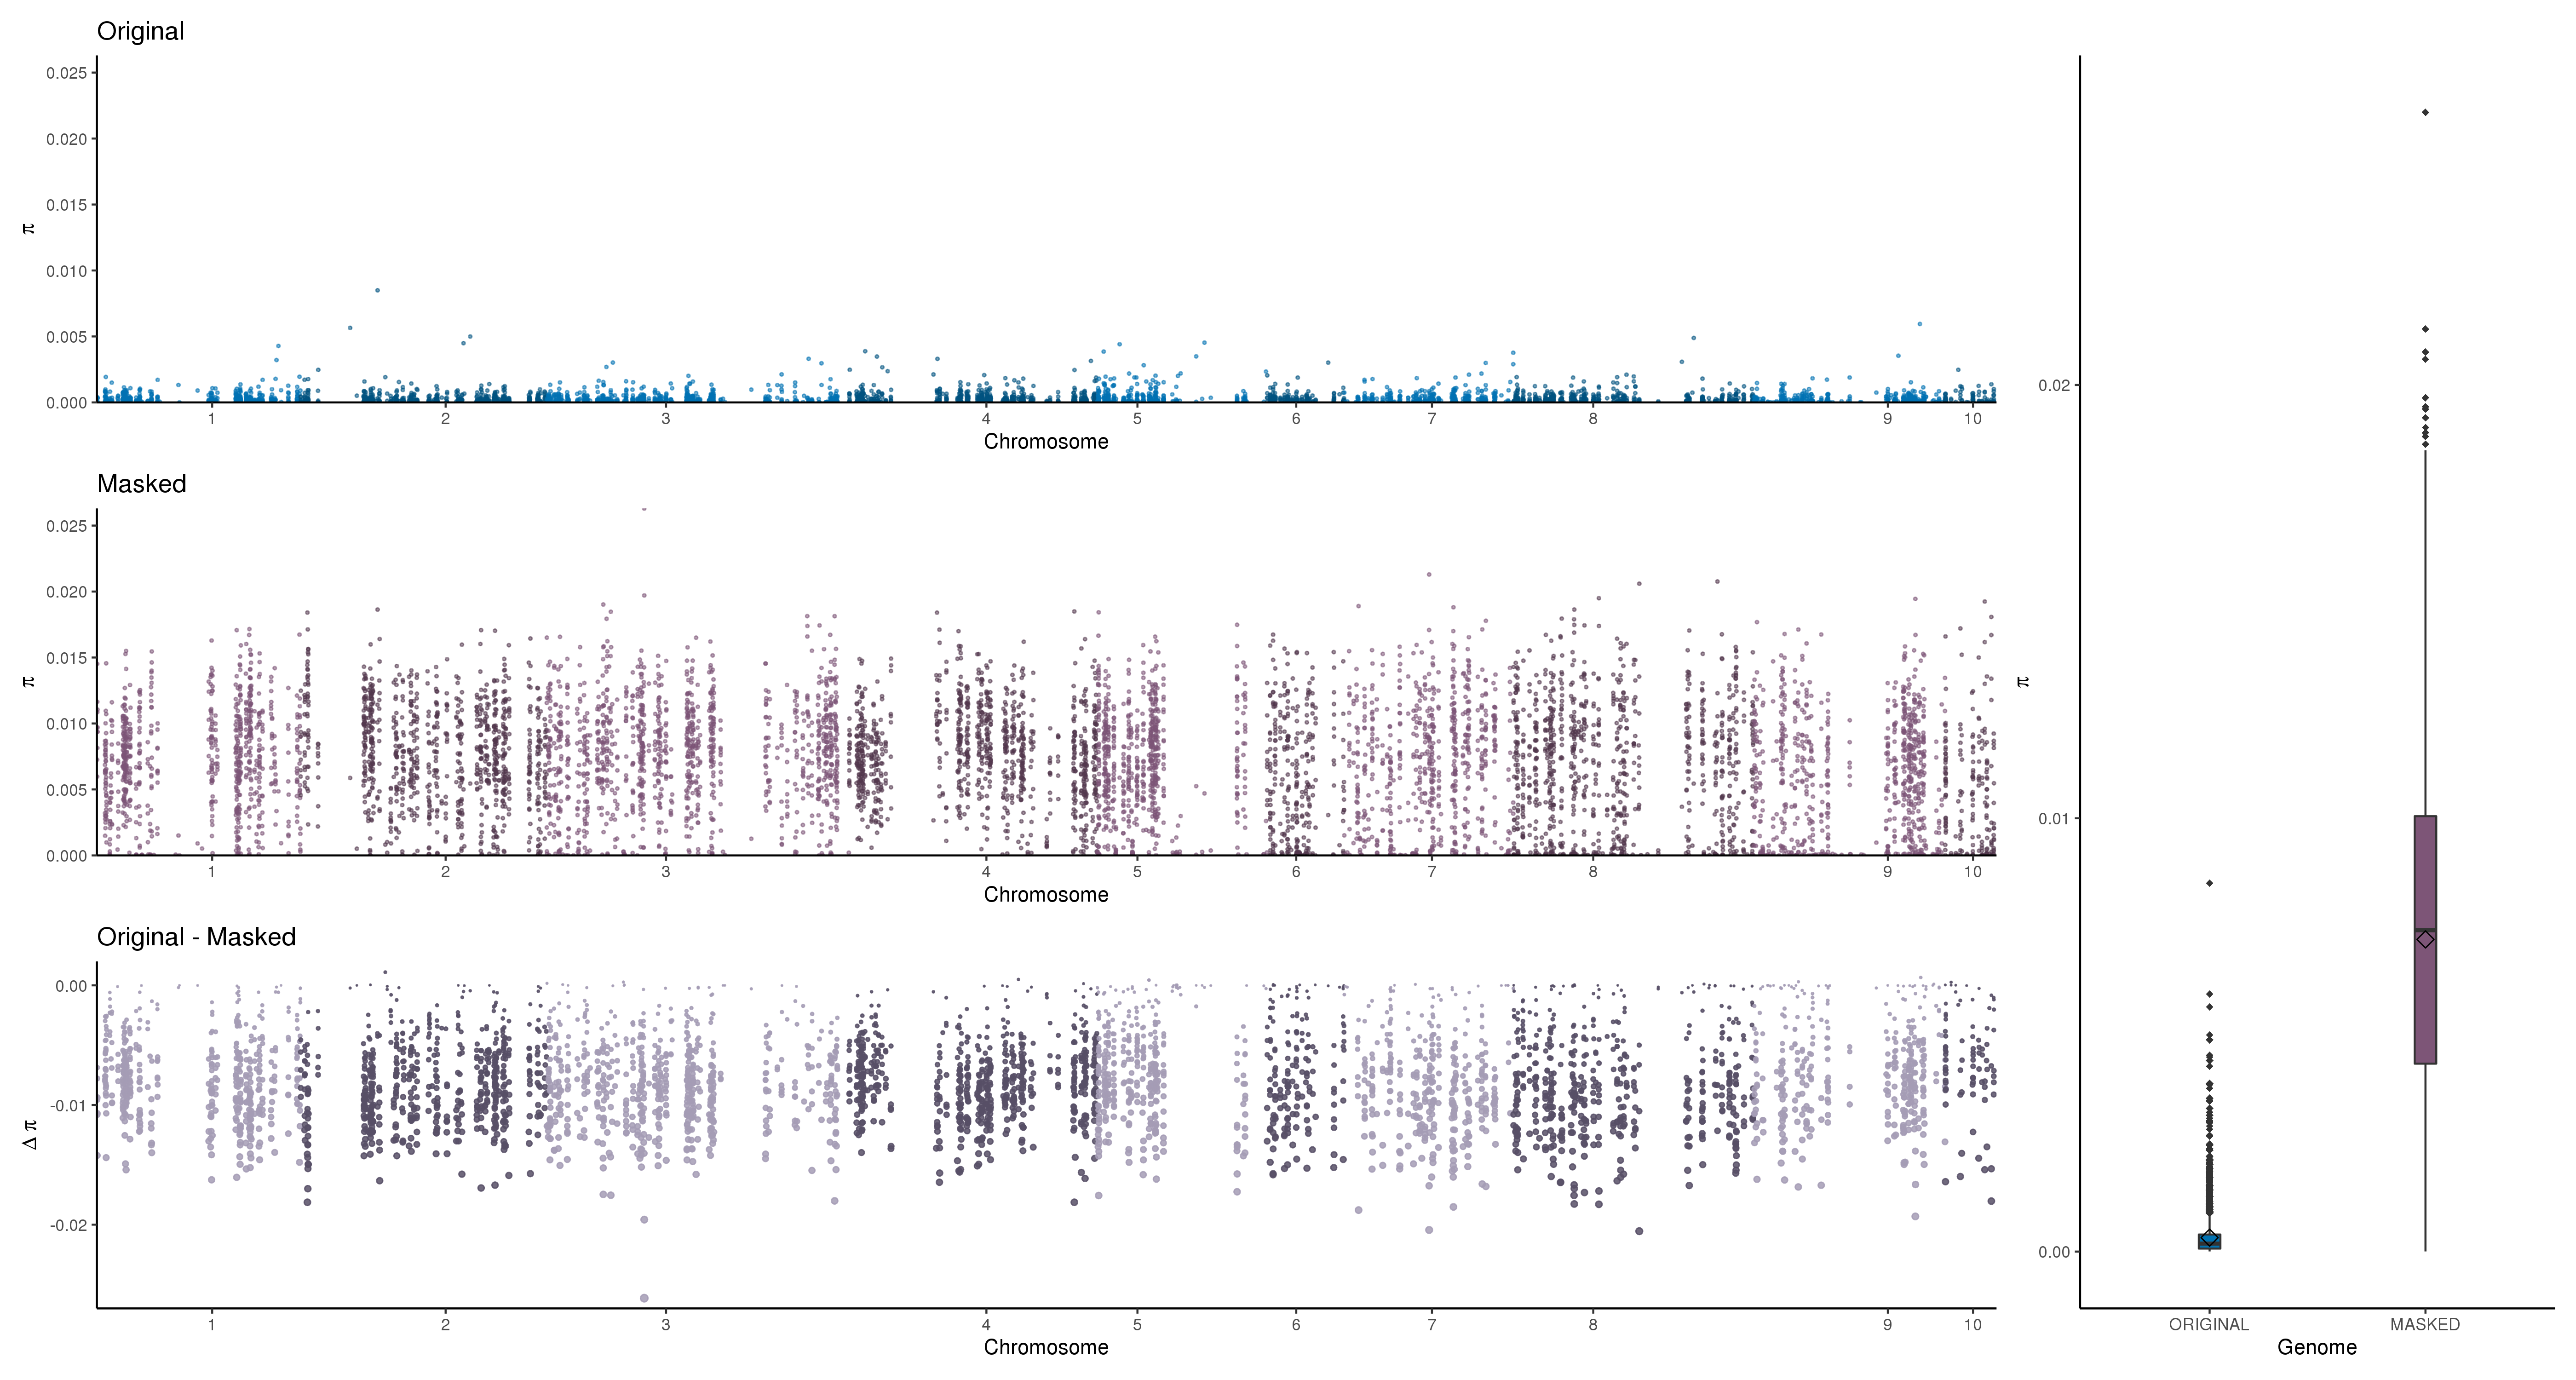 Original
0.025
0.020
0.015
0.010
0.005
0.000
π
1 2 3 4 5 6 7 8 9 10
Chromosome
Masked
0.025
0.020
0.015
0.010
0.005
0.000
π
1 2 3 4 5 6 7 8 9 10
Chromosome
Original - Masked
0.00
-0.01
-0.02
Δ π
1 2 3 4 5 6 7 8 9 10
Chromosome
0.02
0.01
0.00
π
ORIGINAL MASKED
Genome